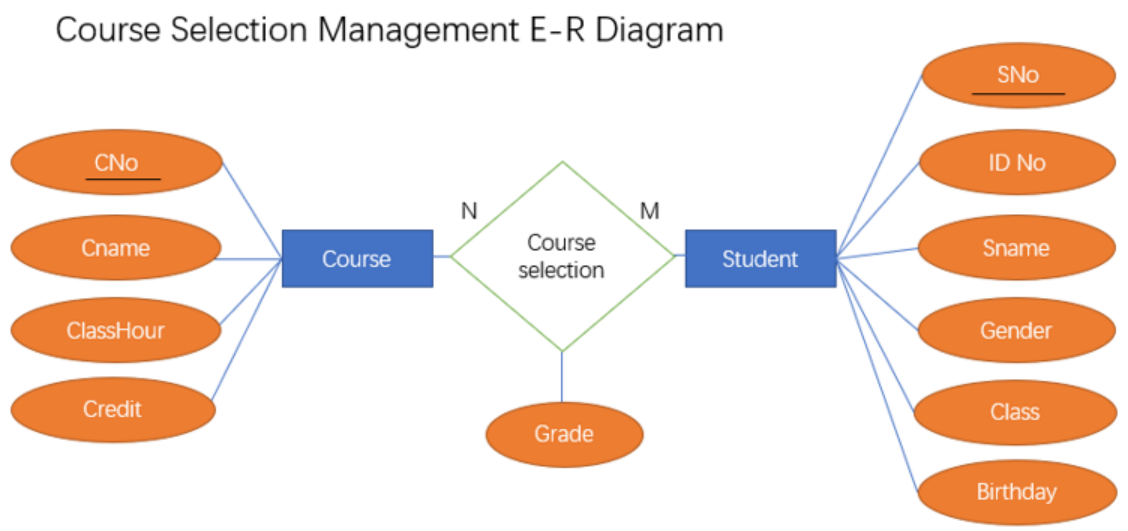 Course Selection Management E-R Diagram
CNo
Cname
ClassHour
Credit
Course
N
Course
selection
M
Grade
Student
SNo
ID No
Sname
Gender
Class
Birthday